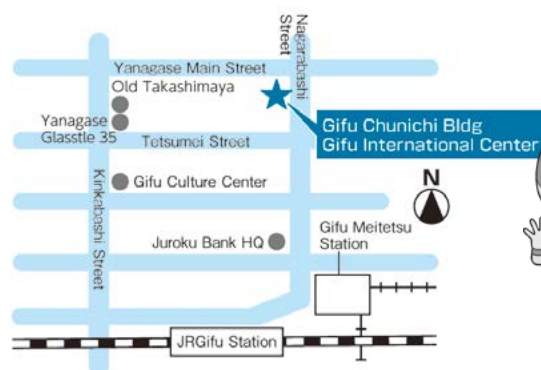 Nagarabashi
Street
Yanagase Main Street
Old Takashimaya
Yanagase
Glasstle 35
Gifu Chunichi Bldg
Gifu International Center
Tetsumei Street
Kinkabashi Street
Gifu Culture Center
N
Juroku Bank HQ
Gifu Meitetsu
Station
JRGifu Station